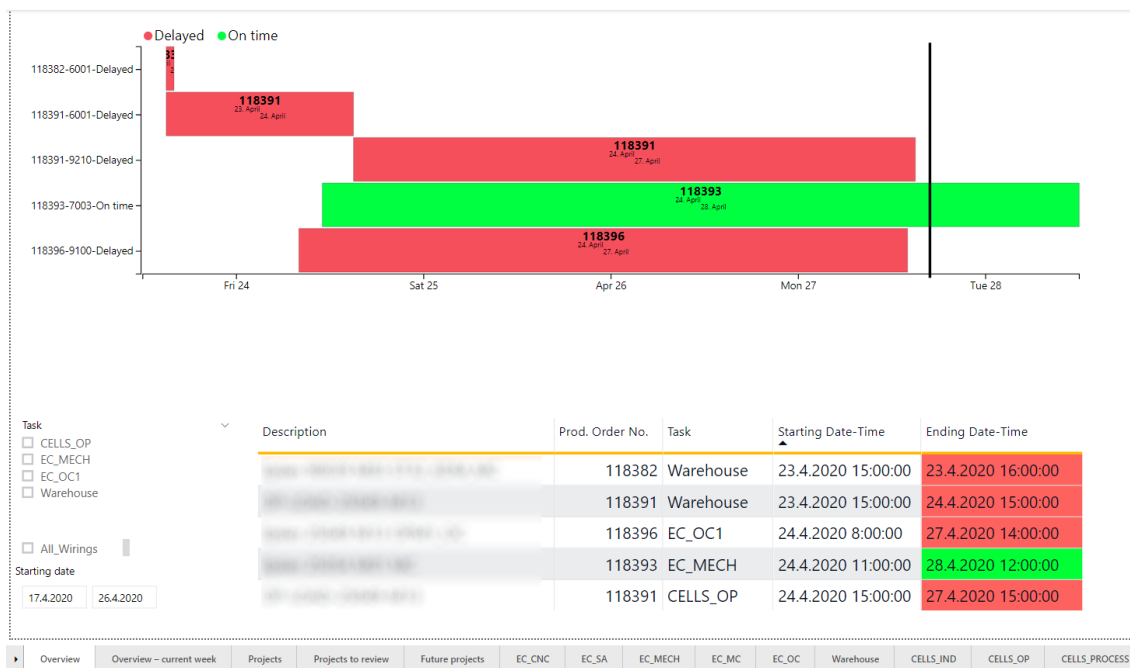 Delayed On time
118382-6001-Delayed
118391-6001-Delayed
118391
23. April
24. April
118391-9210-Delayed
118391
24. April
27. April
118393-7003-On time
118393
24. April
28. April
118396-9100-Delayed
118396
24. April
27. April
Fri 24 Sat 25 Apr 26 Mon 27 Tue 28
Task
CELLS_OP
EC_MECH
EC_OC1
Warehouse
All_Wirings
Starting date
17.4.2020 26.4.2020
Description Prod. Order No. Task Starting Date-Time Ending Date-Time
118382 Warehouse 23.4.2020 15:00:00 23.4.2020 16:00:00
118391 Warehouse 23.4.2020 15:00:00 24.4.2020 15:00:00
118396 EC_OC1 24.4.2020 8:00:00 27.4.2020 14:00:00
118393 EC_MECH 24.4.2020 11:00:00 28.4.2020 12:00:00
118391 CELLS_OP 24.4.2020 15:00:00 27.4.2020 15:00:00
Overview Overview – current week Projects Projects to review Future projects EC_CNC EC_SA EC_MECH EC_MC EC_OC Warehouse CELLS_IND CELLS_OP CELLS_PROCESS